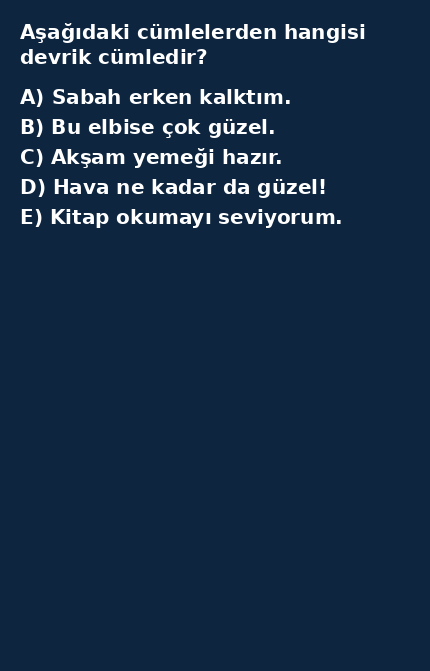 Aşağıdaki cümlelerden hangisi
devrik cümledir?
A) Sabah erken kalktım.
B) Bu elbise çok güzel.
C) Akşam yemeği hazır.
D) Hava ne kadar da güzel!
E) Kitap okumayı seviyorum.